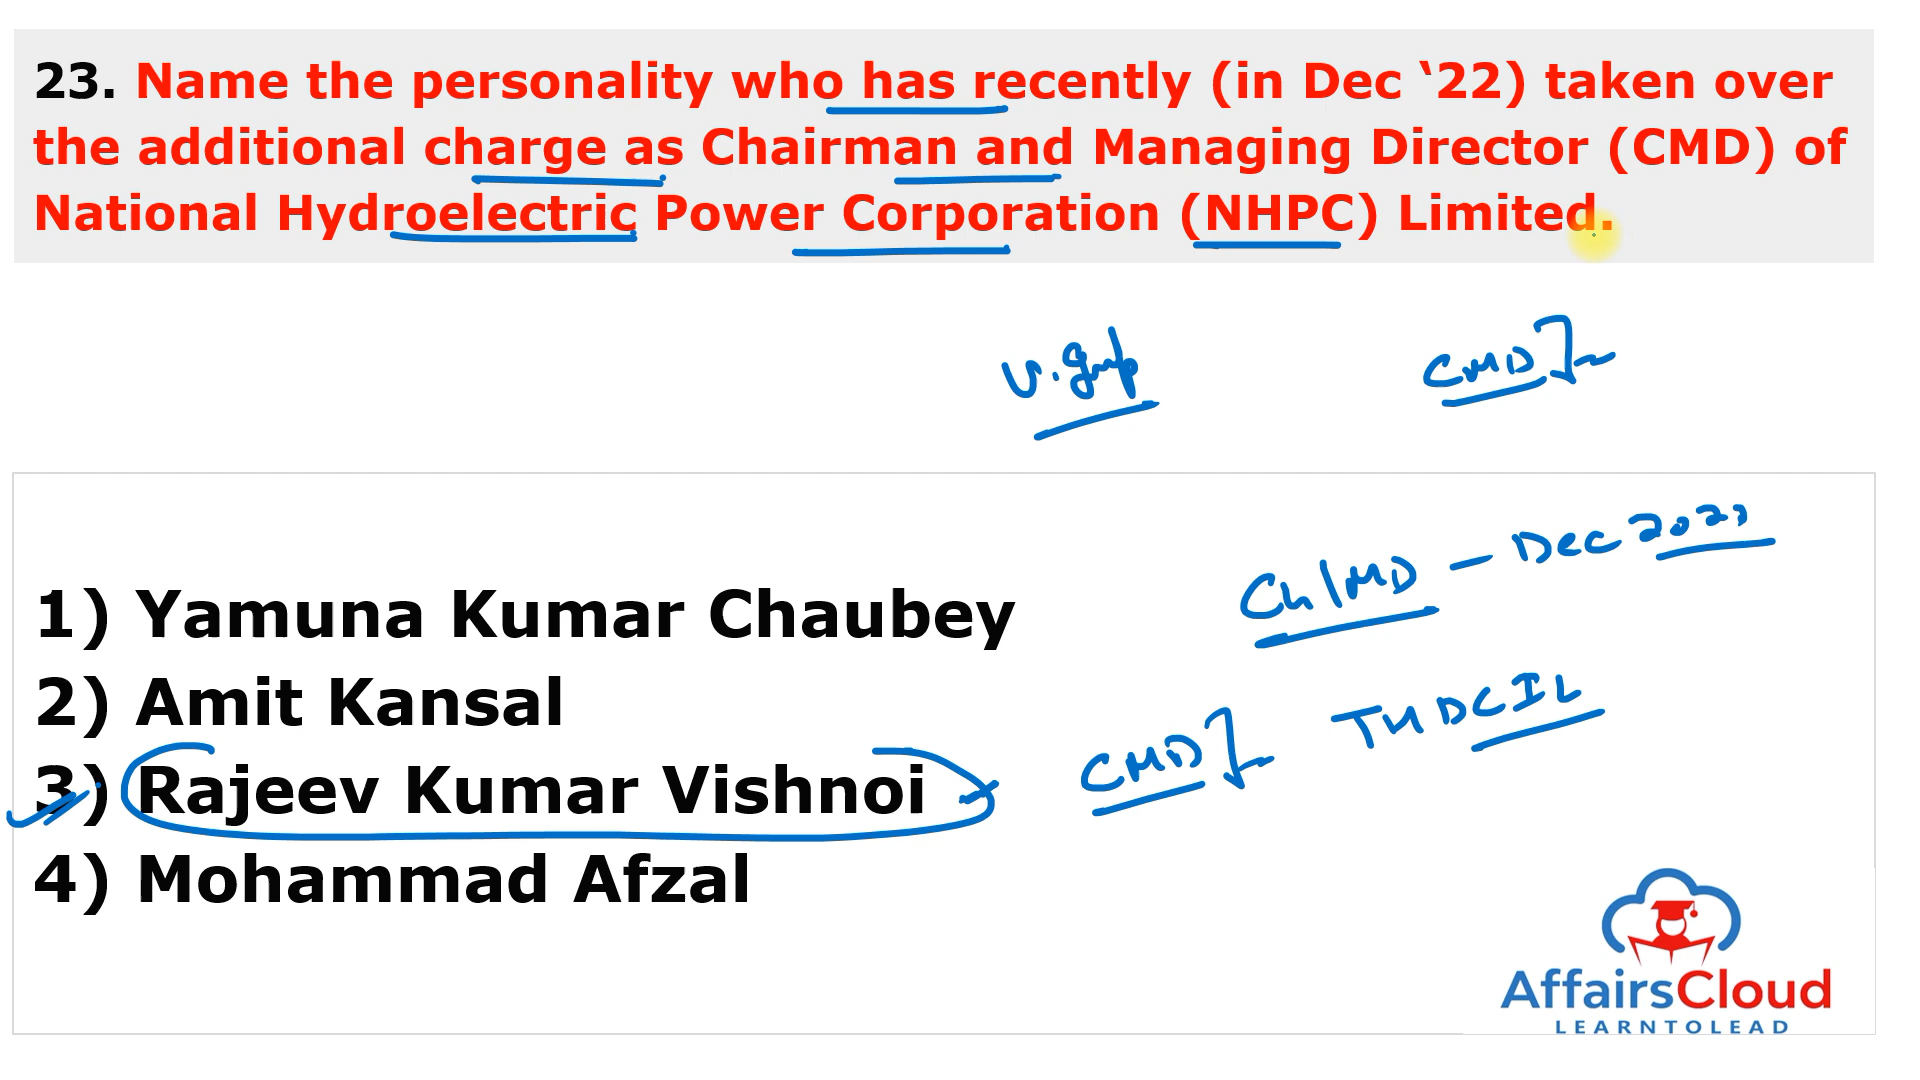 23. Name the personality who has recently (in Dec ‘22) taken over
the additional charge as Chairman and Managing Director (CMD) of
National Hydroelectric Power Corporation (NHPC) Limited.
CMD
Ch/MD - Dec
1) Yamuna Kumar Chaubey
2) Amit Kansal
3) Rajeev Kumar Vishnoi
CMD THDCIL
4) Mohammad Afzal
AffairsCloud
LEARNTOLEAD